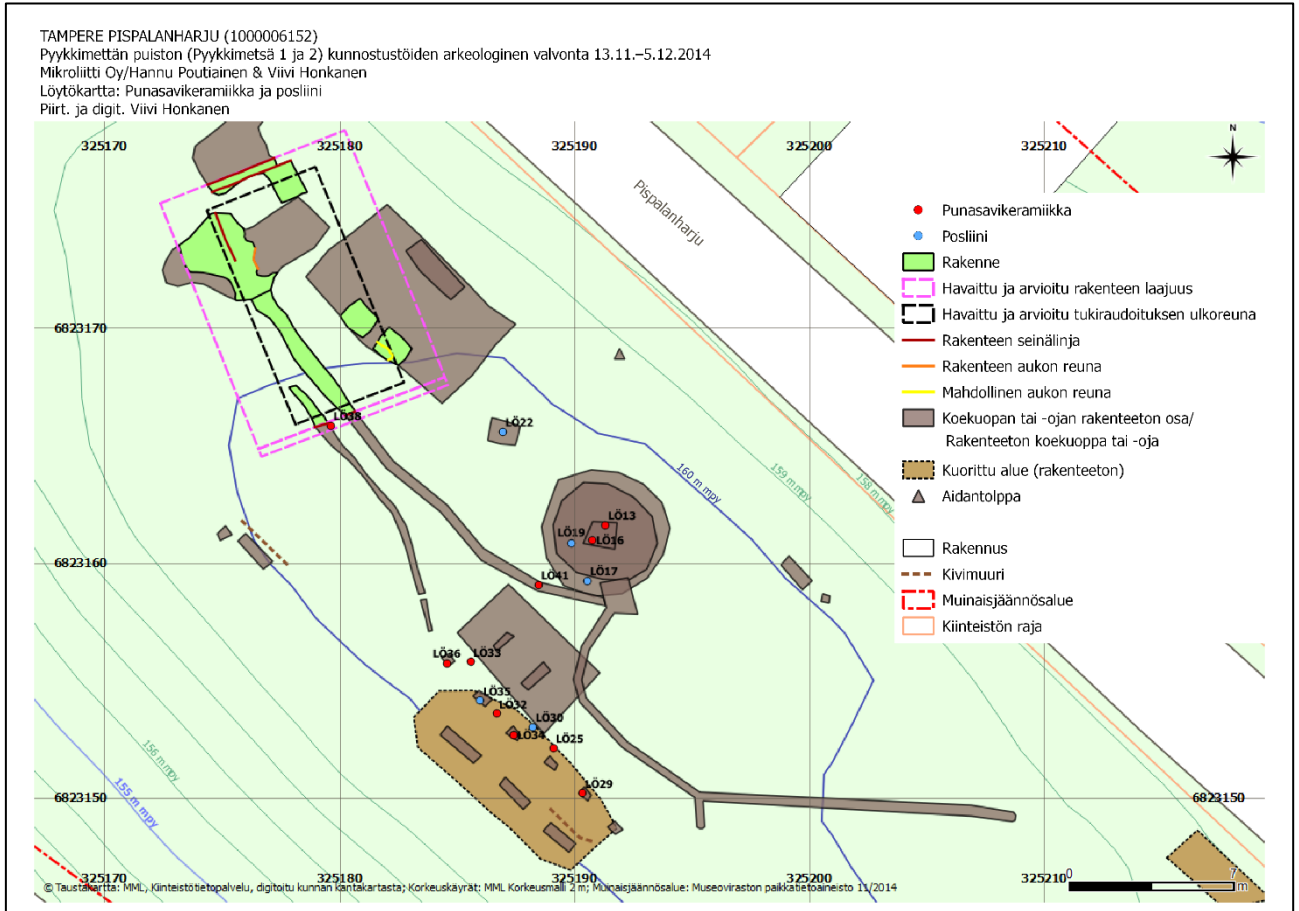 TAMPERE PISPALANHARJU (1000006152)
Pyykkimettän puiston (Pyykkimetsä 1 ja 2) kunnostustöiden arkeologinen valvonta 13.11.–5.12.2014
Mikroliitti Oy/Hannu Poutiainen & Viivi Honkanen
Löytökartta: Punasavikeramiikka ja posliini
Piirt. ja digit. Viivi Honkanen
325170
325180
325190
325200
325210
N
Pispalanharju
Punasavikeramiikka
Posliini
Rakenne
Havaittu ja arvioitu rakenteen laajuus
Havaittu ja arvioitu tukiraudoituksen ulkoreuna
Rakenteen seinälinja
Rakenteen aukon reuna
Mahdollinen aukon reuna
Koekuopan tai -ojan rakenteeton osa/
Rakenteeton koekuoppa tai -oja
Kuorittu alue (rakenteeton)
Aidantolppa
Rakennus
Kivimuuri
Muinaisjäännösalue
Kiinteistön raja
6823170
LÖ38
LÖ22
160 m mpy
159 m mpy
158 m mpy
LÖ13
LÖ19
LÖ16
6823160
LÖ17
LÖ41
LÖ36
LÖ33
LÖ35
LÖ32
LÖ30
LÖ34
LÖ25
LÖ29
156 m mpy
155 m mpy
6823150
6823150
325170
325180
325190
325200
325210
0
7
m
© Taustakartta: MML, Kiinteistötietopalvelu, digitoitu kunnan kantakartasta; Korkeuskäyrät: MML Korkeusmalli 2 m; Muinaisjäännösalue: Museoviraston paikkatietoaineisto 11/2014